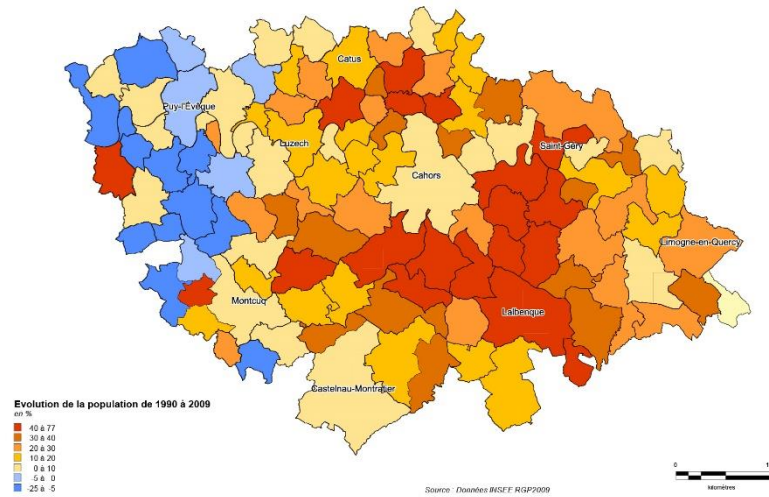 Catus
Puy-l'Évêque
Luzech
Saint-Géry
Cahors
Limogne-en-Quercy
Montcuq
Lalbenque
Castelnau-Montratier
Evolution de la population de 1990 à 2009
en %
40 à 77
30 à 40
20 à 30
10 à 20
0 à 10
-5 à 0
-25 à -5
0
kilomètres
Source : Données INSEE RGP2009